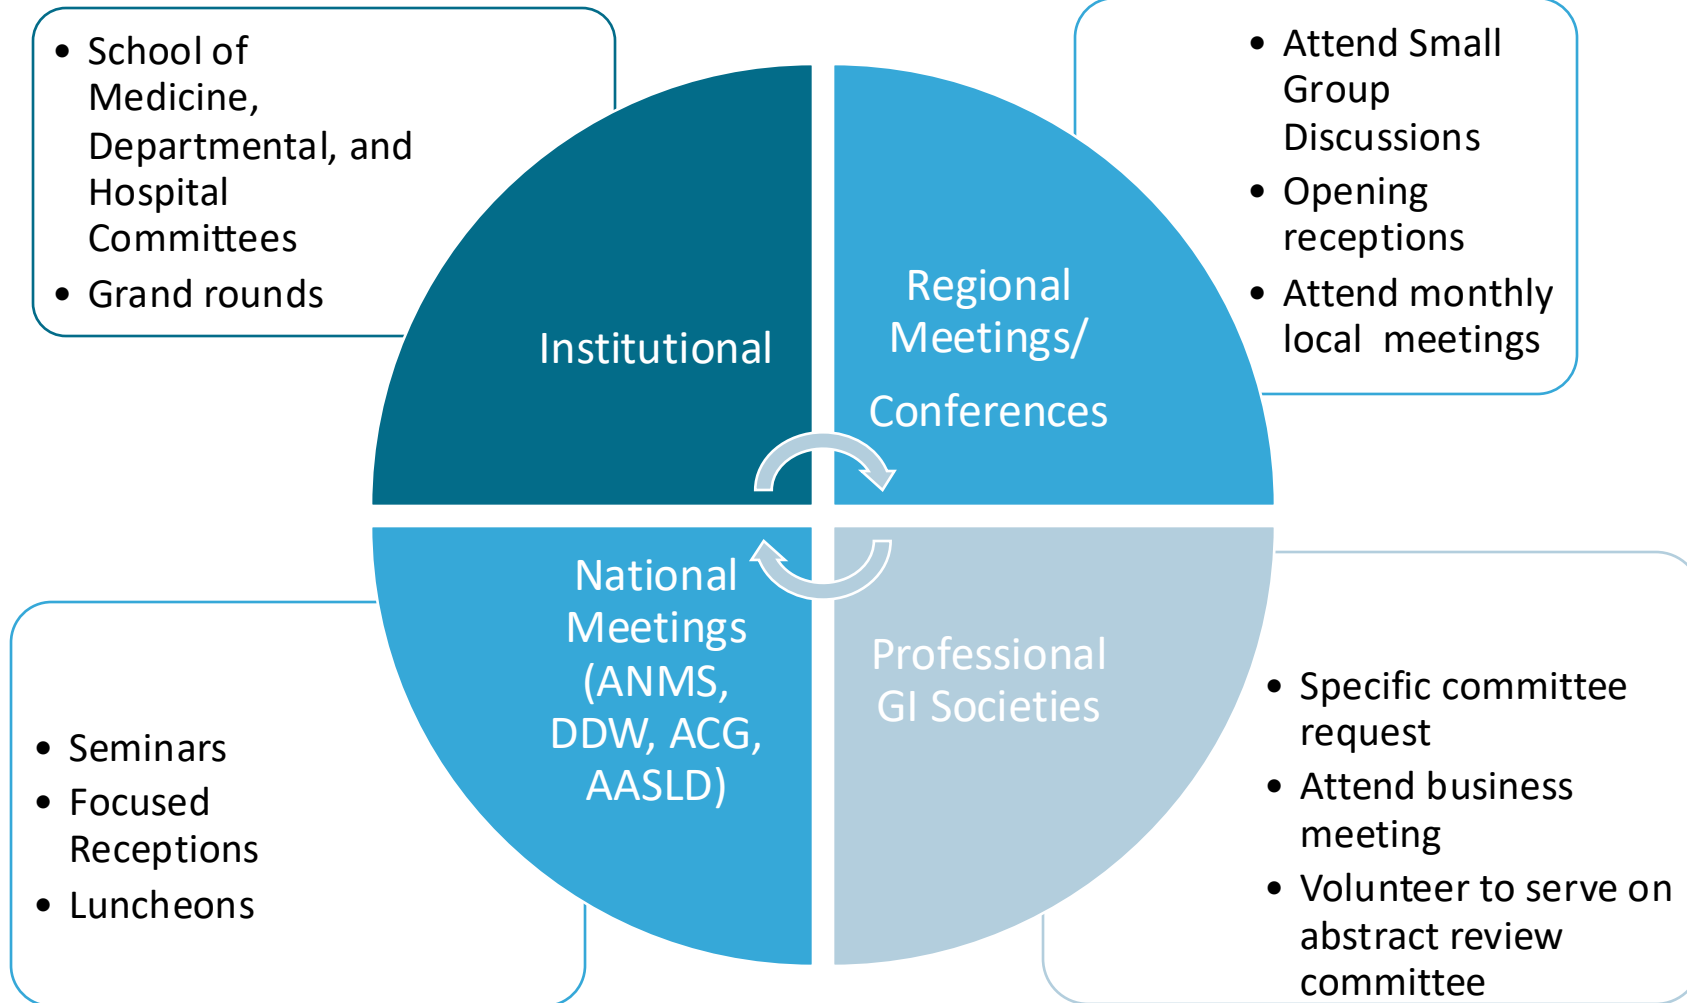 • School of
Medicine,
Departmental, and
Hospital
Committees
• Grand rounds
Institutional
Regional
Meetings/
Conferences
• Attend Small
Group
Discussions
• Opening
receptions
• Attend monthly
local  meetings
National
Meetings
(ANMS,
DDW, ACG,
AASLD)
• Seminars
• Focused
Receptions
• Luncheons
Professional
GI Societies
• Specific committee
request
• Attend business
meeting
• Volunteer to serve on
abstract review
committee